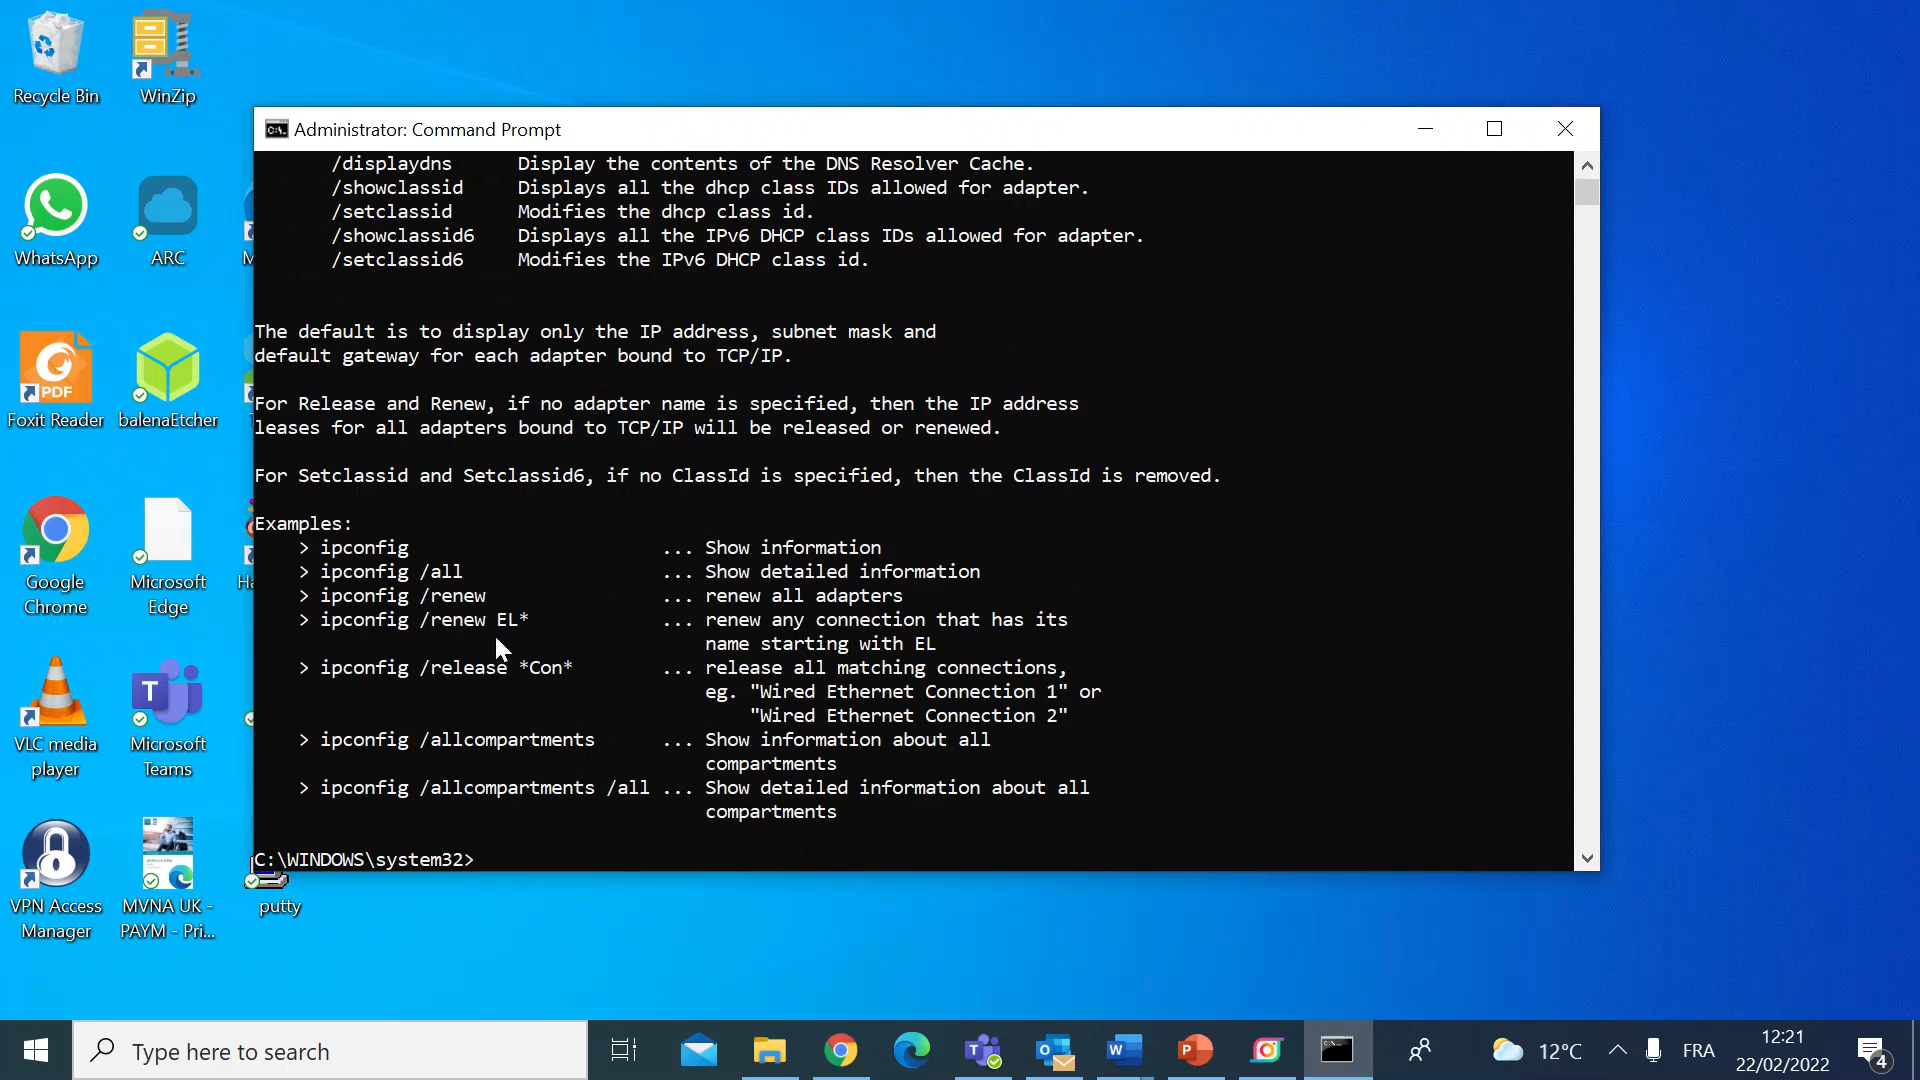 Recycle Bin
WinZip
WhatsApp
ARC
Foxit Reader
balenaEtcher
Google
Chrome
Microsoft
Edge
VLC media
player
Microsoft
Teams
VPN Access
Manager
MVNA UK -
PAYM - Pri...
putty
Administrator: Command Prompt
/displaydns Display the contents of the DNS Resolver Cache.
/showclassid Displays all the dhcp class IDs allowed for adapter.
/setclassid Modifies the dhcp class id.
/showclassid6 Displays all the IPv6 DHCP class IDs allowed for adapter.
/setclassid6 Modifies the IPv6 DHCP class id.
The default is to display only the IP address, subnet mask and
default gateway for each adapter bound to TCP/IP.
For Release and Renew, if no adapter name is specified, then the IP address
leases for all adapters bound to TCP/IP will be released or renewed.
For Setclassid and Setclassid6, if no ClassId is specified, then the ClassId is removed.
Examples:
> ipconfig ... Show information
> ipconfig /all ... Show detailed information
> ipconfig /renew ... renew all adapters
> ipconfig /renew EL* ... renew any connection that has its
name starting with EL
> ipconfig /release *Con* ... release all matching connections,
eg. "Wired Ethernet Connection 1" or
"Wired Ethernet Connection 2"
> ipconfig /allcompartments ... Show information about all
compartments
> ipconfig /allcompartments /all ... Show detailed information about all
compartments
C:\WINDOWS\system32>
Type here to search
12°C
FRA
12:21
22/02/2022
4